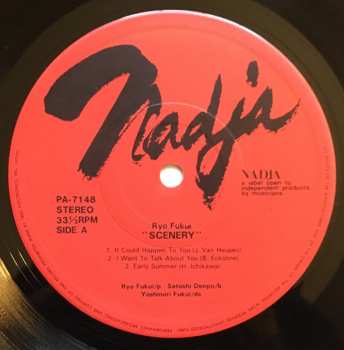 Nadja
PA-7148
STEREO
33⅓RPM
SIDE A
NADJA
a label open to
independent products
by musicians.
Ryo Fukui
"SCENERY"
1. It Could Happen To You (J. Van Heusen)
2. I Want To Talk About You (B. Eckstine)
3. Early Summer (H. Ichikawa)
Ryo Fukui/p Satoshi Denpo/b
Yoshinori Fukui/ds